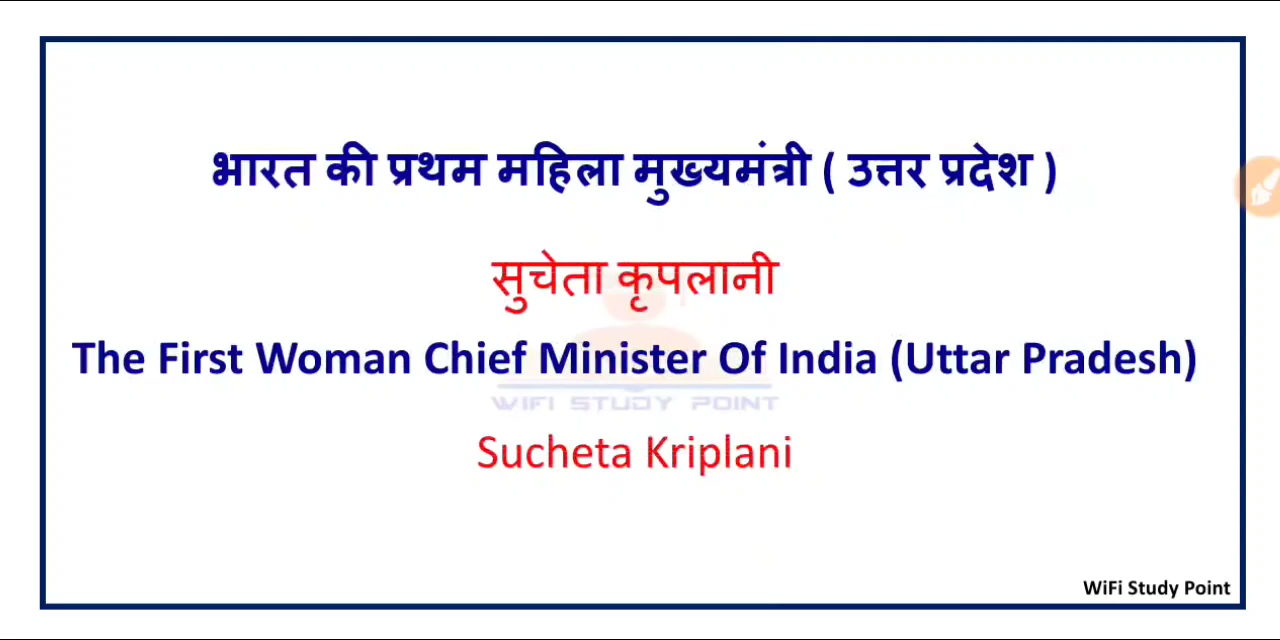 भारत की प्रथम महिला मुख्यमंत्री ( उत्तर प्रदेश )
सुचेता कृपलानी
The First Woman Chief Minister Of India (Uttar Pradesh)
WIFI STUDY POINT
Sucheta Kriplani
WiFi Study Point